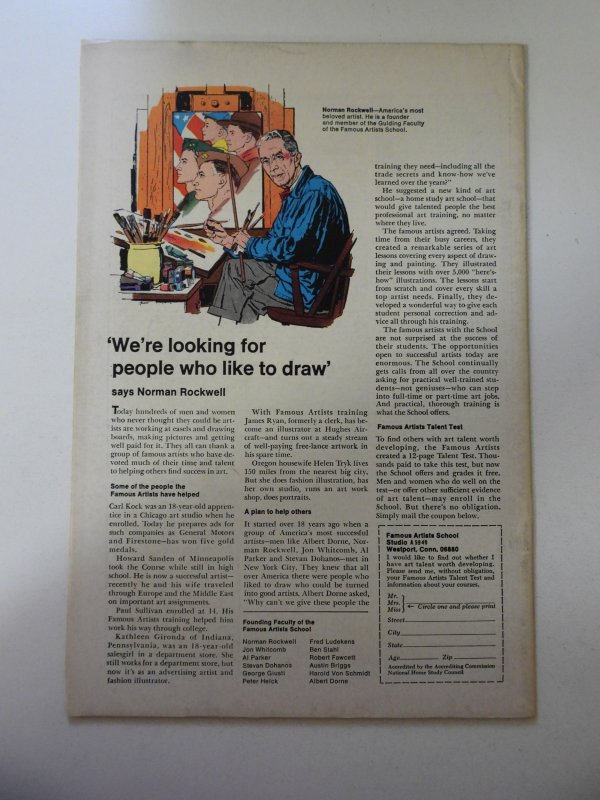 Norman Rockwell—America's most
beloved artist. He is a founder
and member of the Guiding Faculty
of the Famous Artists School.
'We're looking for
people who like to draw'
says Norman Rockwell
Today hundreds of men and women
who never thought they could be art-
ists are working at easels and drawing
boards, making pictures and getting
well paid for it. They all can thank a
group of famous artists who have de-
voted much of their time and talent
to helping others find success in art.
Some of the people the
Famous Artists have helped
Carl Kock was an 18-year-old appren-
tice in a Chicago art studio when he
enrolled. Today he prepares ads for
such companies as General Motors
and Firestone—has won five gold
medals.
Howard Sanden of Minneapolis
took the Course while still in high
school. He is now a successful artist—
recently he and his wife traveled
through Europe and the Middle East
on important art assignments.
Paul Sullivan enrolled at 14. His
Famous Artists training helped him
work his way through college.
Kathleen Gironda of Indiana,
Pennsylvania, was an 18-year-old
salesgirl in a department store. She
still works for a department store, but
now it's as an advertising artist and
fashion illustrator.
With Famous Artists training
James Ryan, formerly a clerk, has be-
come an illustrator at Hughes Air-
craft—and turns out a steady stream
of well-paying free-lance artwork in
his spare time.
Oregon housewife Helen Tryk lives
150 miles from the nearest big city.
But she does fashion illustration, has
her own studio, runs an art work
shop, does portraits.
A plan to help others
It started over 18 years ago when a
group of America's most successful
artists—men like Albert Dorne, Nor-
man Rockwell, Jon Whitcomb, Al
Parker and Stevan Dohanos—met in
New York City. They knew that all
over America there were people who
liked to draw who could be turned
into good artists. Albert Dorne asked,
"Why can't we give these people the
Founding Faculty of the
Famous Artists School
Norman Rockwell
Jon Whitcomb
Al Parker
Stevan Dohanos
George Giusti
Peter Helck
Fred Ludekens
Ben Stahl
Robert Fawcett
Austin Briggs
Harold Von Schmidt
Albert Dorne
training they need—including all the
trade secrets and know-how we've
learned over the years?"
He suggested a new kind of art
school—a home study art school—that
would give talented people the best
professional art training, no matter
where they live.
The famous artists agreed. Taking
time from their busy careers, they
created a remarkable series of art
lessons covering every aspect of draw-
ing and painting. They illustrated
their lessons with over 5,000 "here's-
how" illustrations. The lessons start
from scratch and cover every skill a
top artist needs. Finally, they de-
veloped a wonderful way to give each
student personal correction and ad-
vice all through his training.
The famous artists with the School
are not surprised at the success of
their students. The opportunities
open to successful artists today are
enormous. The School continually
gets calls from all over the country
asking for practical well-trained stu-
dents—not geniuses—who can step
into full-time or part-time art jobs.
And practical, thorough training is
what the School offers.
Famous Artists Talent Test
To find others with art talent worth
developing, the Famous Artists
created a 12-page Talent Test. Thou-
sands paid to take this test, but now
the School offers and grades it free.
Men and women who do well on the
test—or offer other sufficient evidence
of art talent—may enroll in the
School. But there's no obligation.
Simply mail the coupon below.
Famous Artists School
Studio
Westport, Conn. 06880
I would like to find out whether I
have art talent worth developing.
Please send me, without obligation,
your Famous Artists Talent Test and
information about your courses.
Mr.
Mrs.
Miss
← Circle one and please print
Street
City
State
Age Zip
Accredited by the Accrediting Commission
National Home Study Council